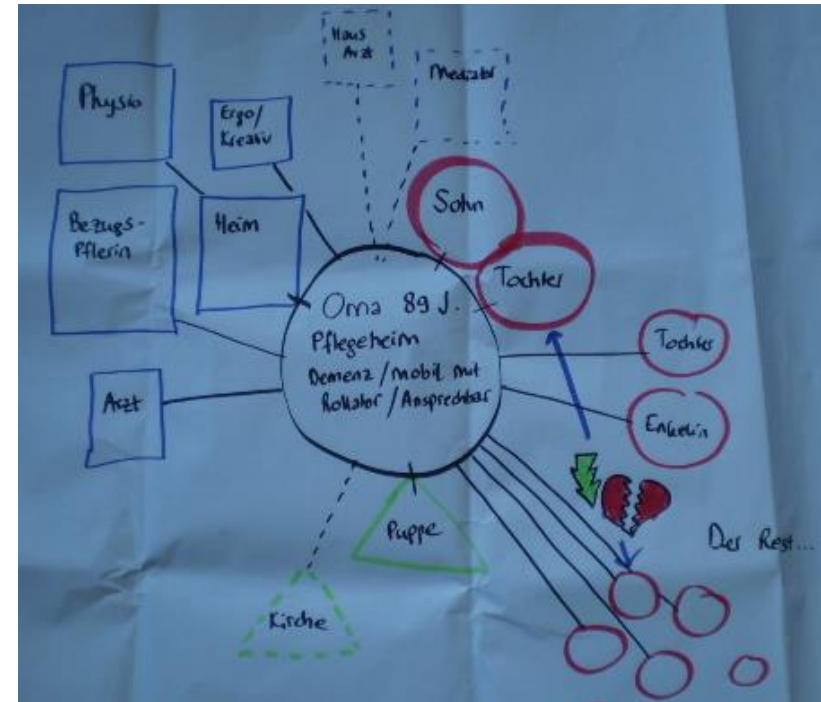 Haus
Arzt
Mediator
Physio
Ergo/
Kreativ
Sohn
Bezugs-
Pflerin
Heim
Tochter
Oma 89 J.
Pflegeheim
Demenz/mobil mit
Rollator/Ansprechbar
Tochter
Arzt
Enkelin
Puppe
Der Rest...
Kirche